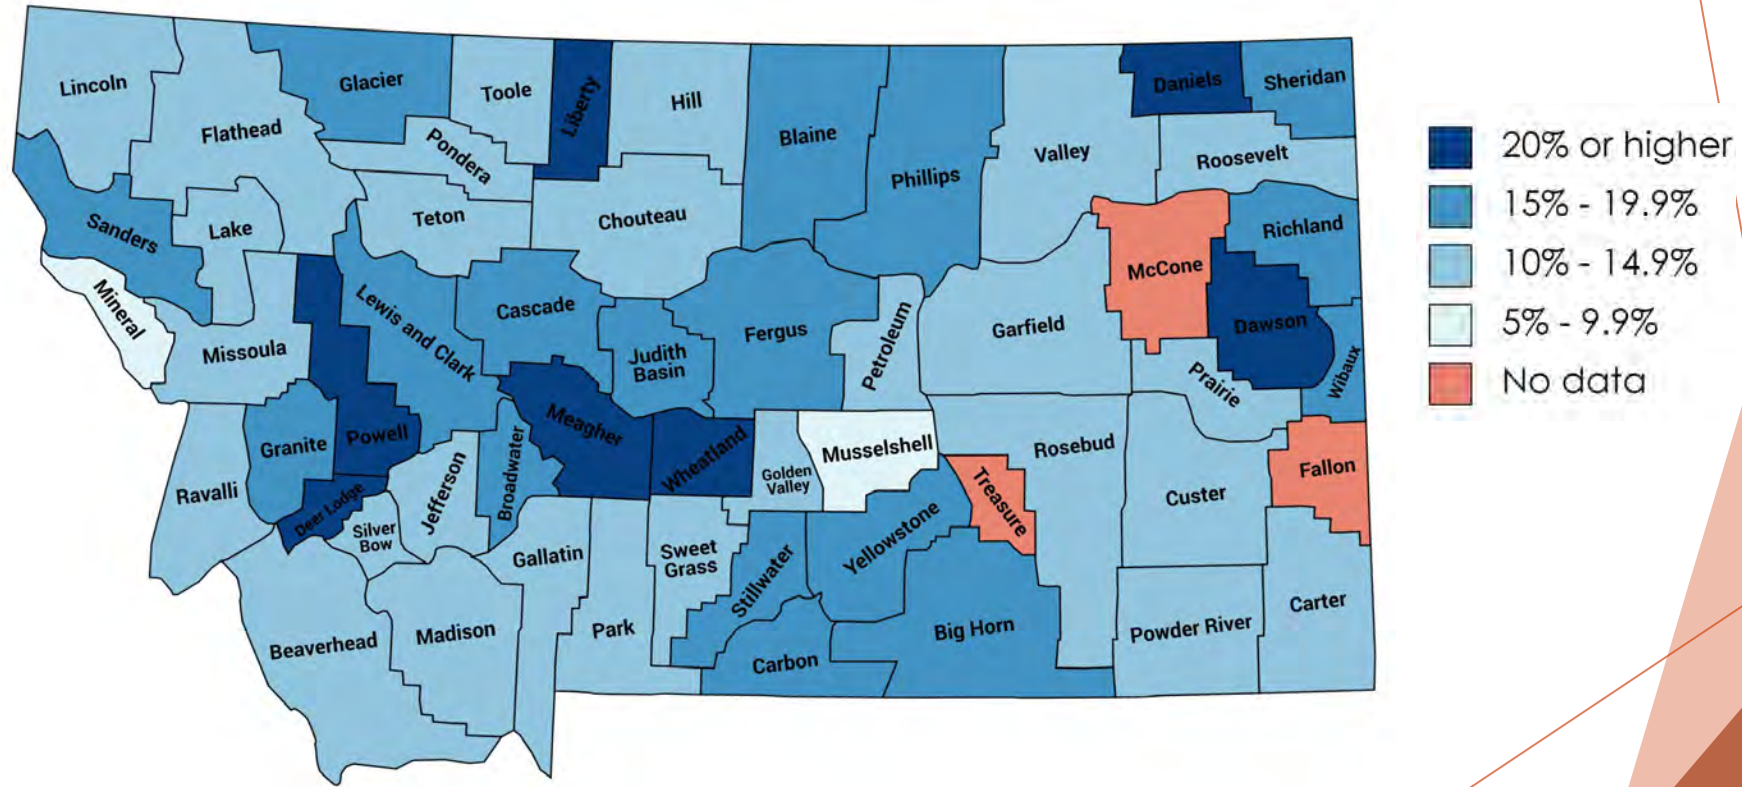 Lincoln
Flathead
Glacier
Toole
Liberty
Hill
Blaine
Phillips
Valley
Daniels
Sheridan
Roosevelt
Pondera
Teton
Chouteau
Sanders
Lake
Richland
McCone
Mineral
Missoula
Lewis and Clark
Cascade
Judith
Basin
Fergus
Petroleum
Garfield
Dawson
Prairie
Wibaux
Granite
Powell
Meagher
Wheatland
Golden
Valley
Musselshell
Rosebud
Fallon
Ravalli
Deer Lodge
Silver
Bow
Jefferson
Broadwater
Gallatin
Sweet
Grass
Stillwater
Yellowstone
Treasure
Custer
Beaverhead
Madison
Park
Carbon
Big Horn
Powder River
Carter
20% or higher
15% - 19.9%
10% - 14.9%
5% - 9.9%
No data